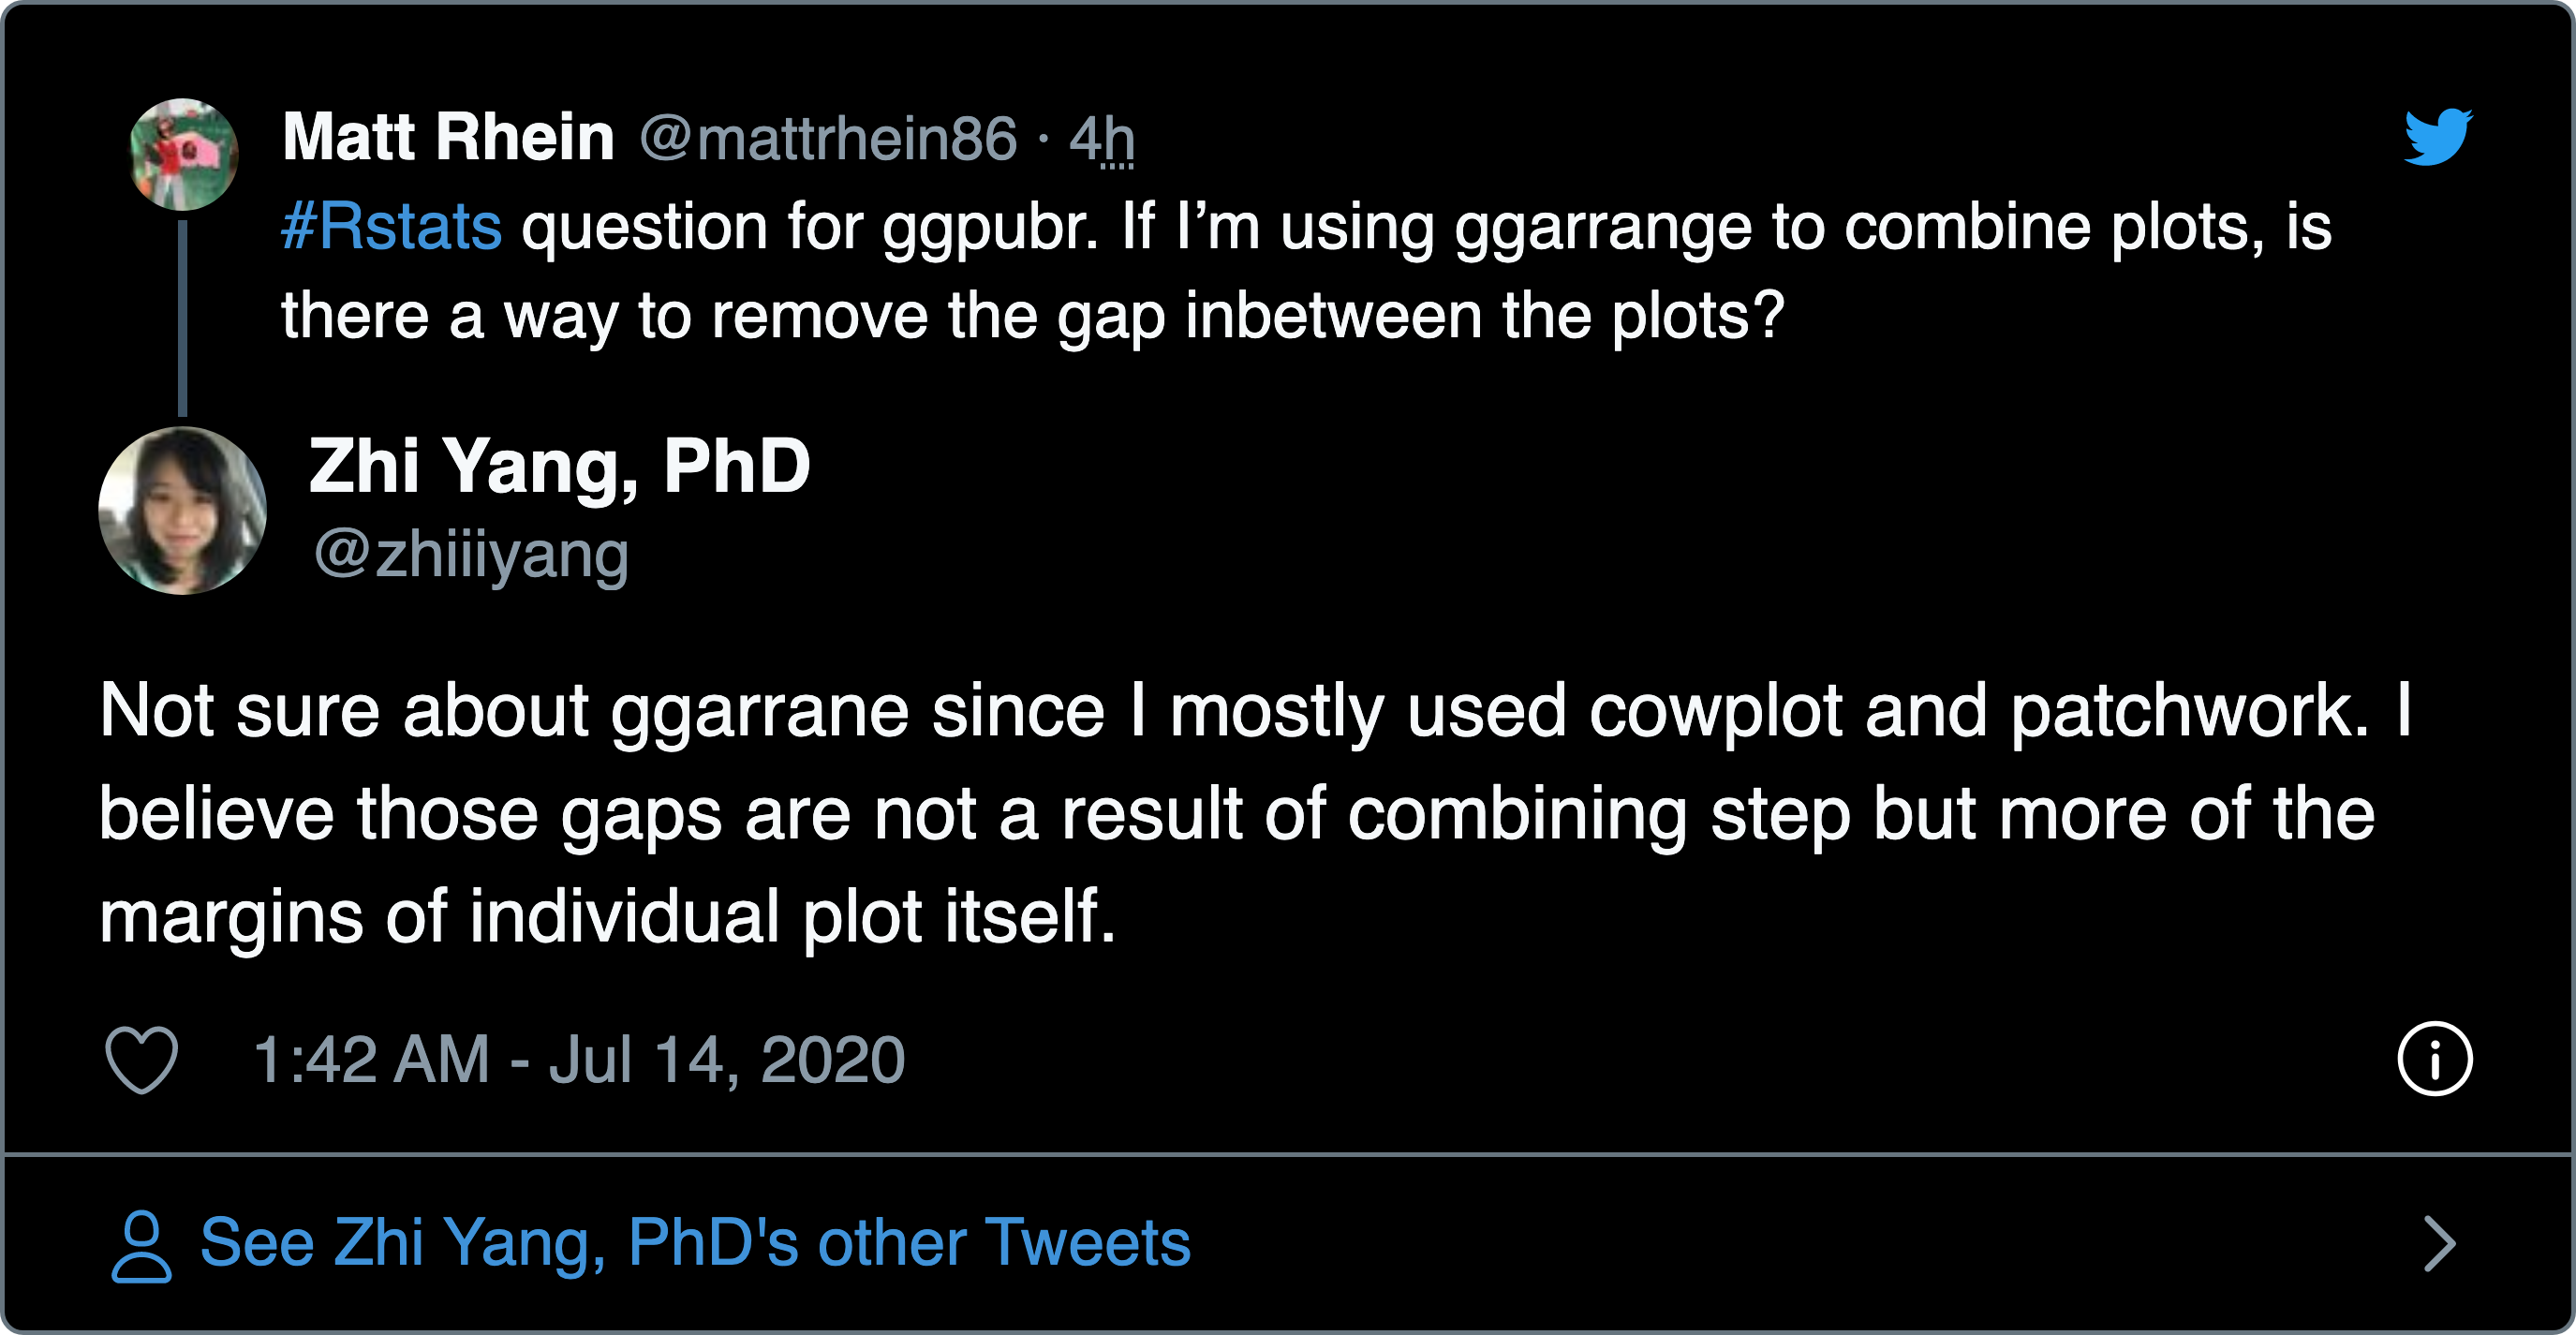 Matt Rhein @mattrhein86 · 4h
#Rstats question for ggpubr. If I’m using ggarrange to combine plots, is
there a way to remove the gap inbetween the plots?
Zhi Yang, PhD
@zhiiiyang
Not sure about ggarrane since I mostly used cowplot and patchwork. I
believe those gaps are not a result of combining step but more of the
margins of individual plot itself.
1:42 AM - Jul 14, 2020
See Zhi Yang, PhD's other Tweets